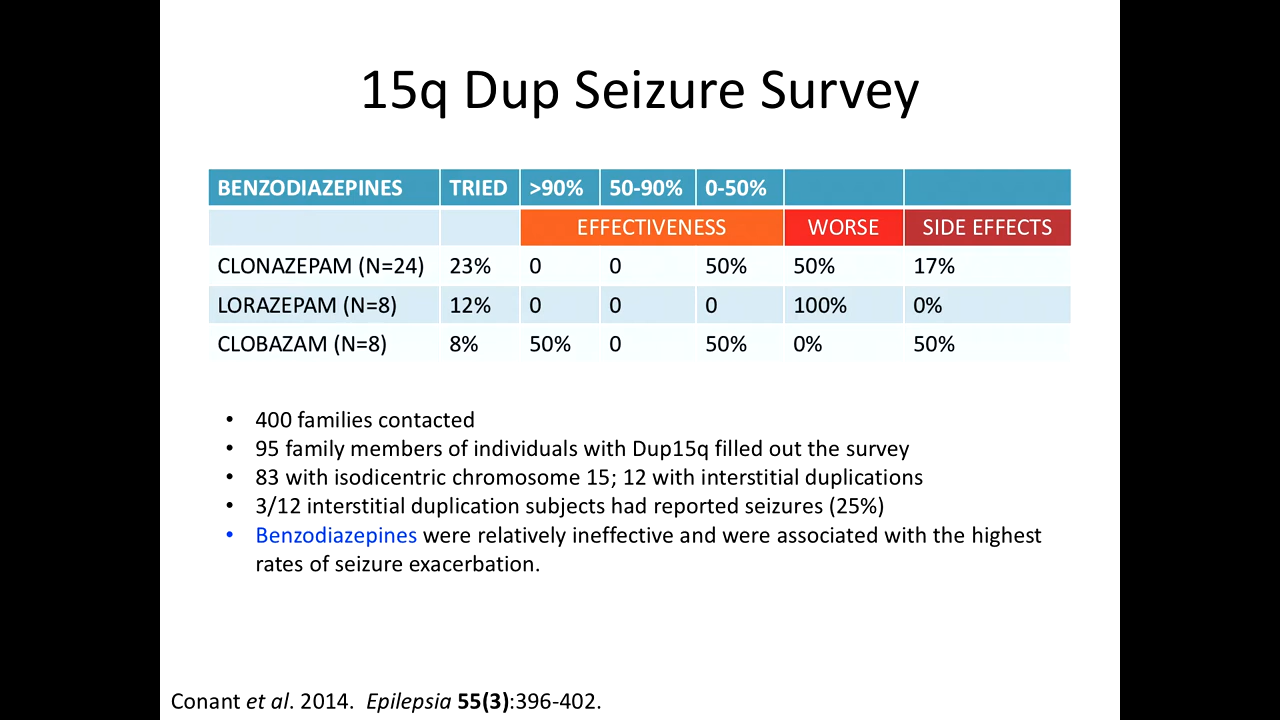 15q Dup Seizure Survey
BENZODIAZEPINES TRIED >90% 50-90% 0-50%
EFFECTIVENESS WORSE SIDE EFFECTS
CLONAZEPAM (N=24) 23% 0 0 50% 50% 17%
LORAZEPAM (N=8) 12% 0 0 0 100% 0%
CLOBAZAM (N=8) 8% 50% 0 50% 0% 50%
• 400 families contacted
• 95 family members of individuals with Dup15q filled out the survey
• 83 with isodicentric chromosome 15; 12 with interstitial duplications
• 3/12 interstitial duplication subjects had reported seizures (25%)
• Benzodiazepines were relatively ineffective and were associated with the highest
rates of seizure exacerbation.
Conant et al. 2014. Epilepsia 55(3):396-402.